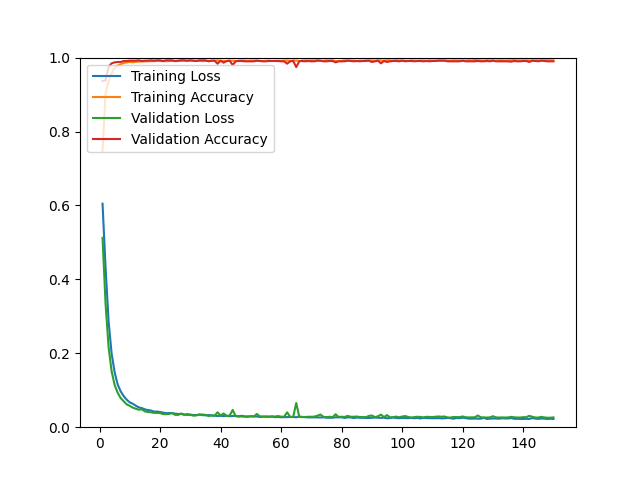 1.0
0.8
0.6
0.4
0.2
0.0
Training Loss
Training Accuracy
Validation Loss
Validation Accuracy
0 20 40 60 80 100 120 140